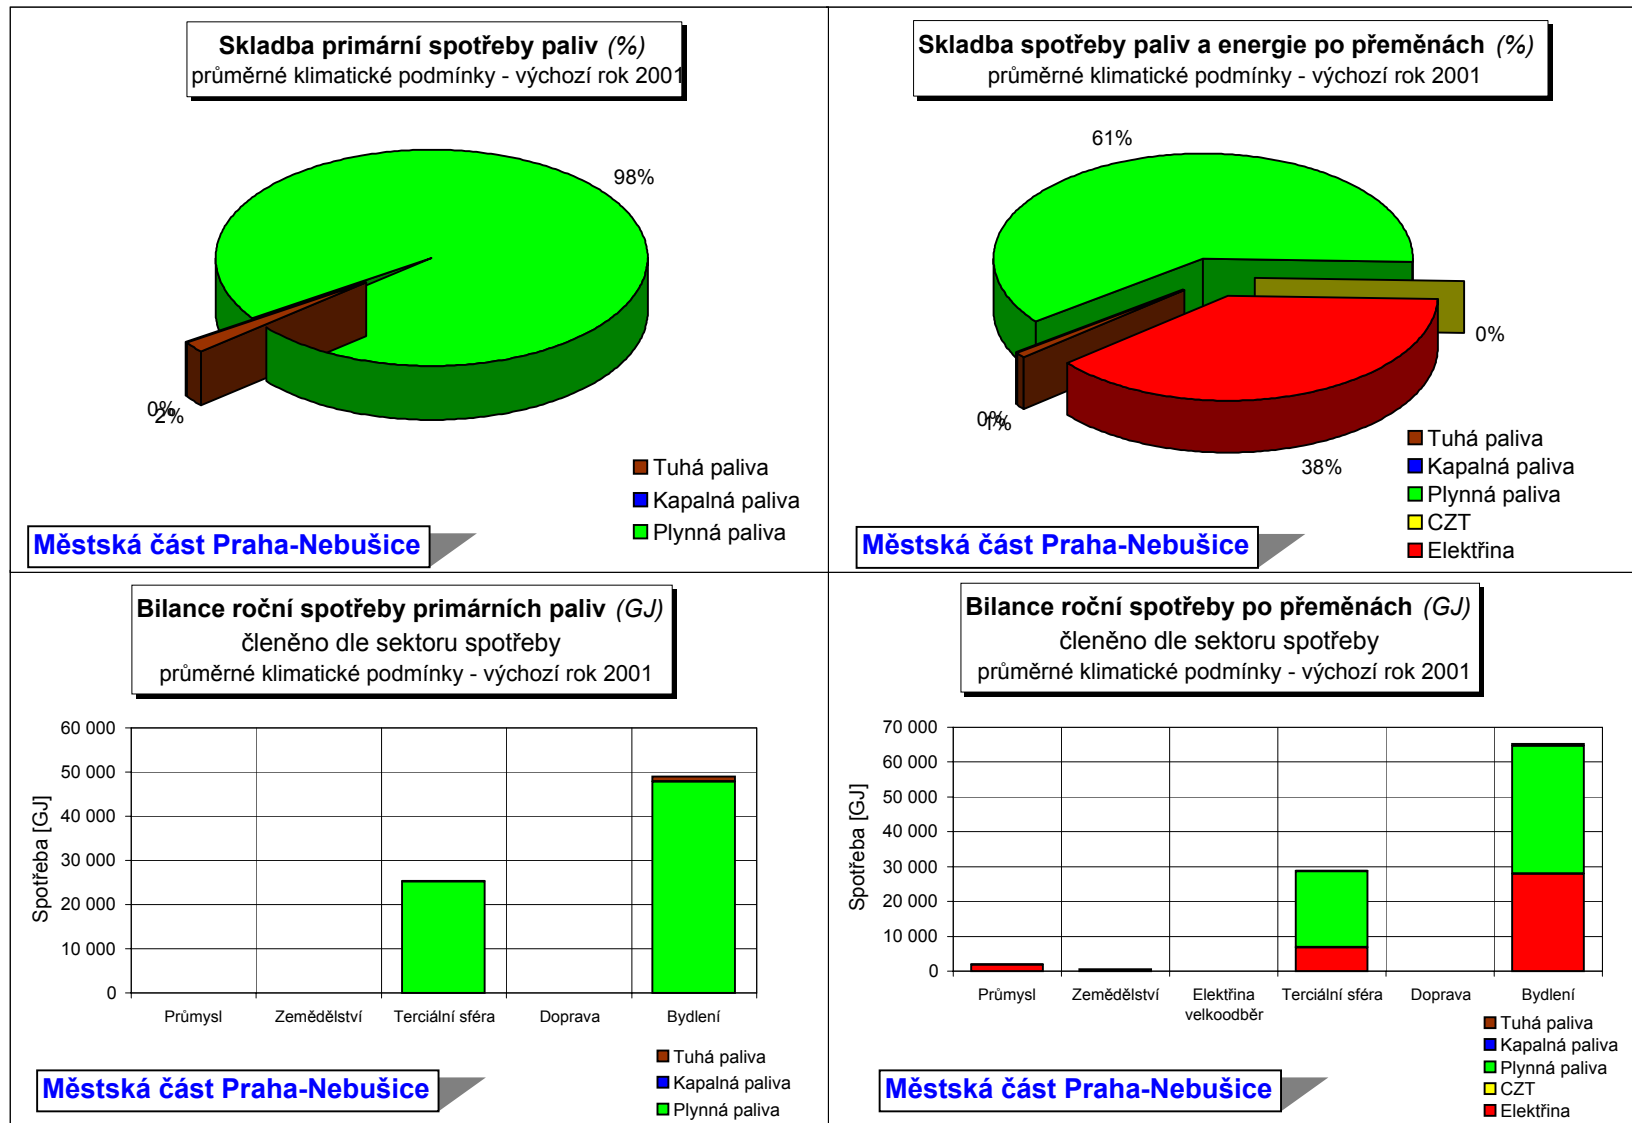 Skladba primární spotřeby paliv (%)
průměrné klimatické podmínky - výchozí rok 2001
98%
0%
2%
Tuhá paliva
Kapalná paliva
Plynná paliva
Městská část Praha-Nebušice
Skladba spotřeby paliv a energie po přeměnách (%)
průměrné klimatické podmínky - výchozí rok 2001
61%
0%
0%
1%
38%
Tuhá paliva
Kapalná paliva
Plynná paliva
CZT
Elektřina
Městská část Praha-Nebušice
Bilance roční spotřeby primárních paliv (GJ)
členěno dle sektoru spotřeby
průměrné klimatické podmínky - výchozí rok 2001
Spotřeba [GJ]
60 000
50 000
40 000
30 000
20 000
10 000
0
Průmysl
Zemědělství
Terciální sféra
Doprava
Bydlení
Tuhá paliva
Kapalná paliva
Plynná paliva
Městská část Praha-Nebušice
Bilance roční spotřeby po přeměnách (GJ)
členěno dle sektoru spotřeby
průměrné klimatické podmínky - výchozí rok 2001
Spotřeba [GJ]
70 000
60 000
50 000
40 000
30 000
20 000
10 000
0
Průmysl
Zemědělství
Elektřina
velkoodběr
Terciální sféra
Doprava
Bydlení
Tuhá paliva
Kapalná paliva
Plynná paliva
CZT
Elektřina
Městská část Praha-Nebušice